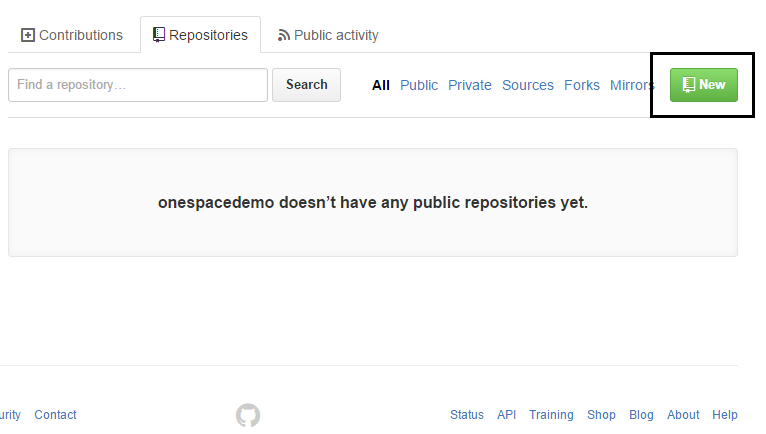 Contributions Repositories Public activity
Find a repository... Search All Public Private Sources Forks Mirrors New
onespacedemo doesn’t have any public repositories yet.
Contact Status API Training Shop Blog About Help